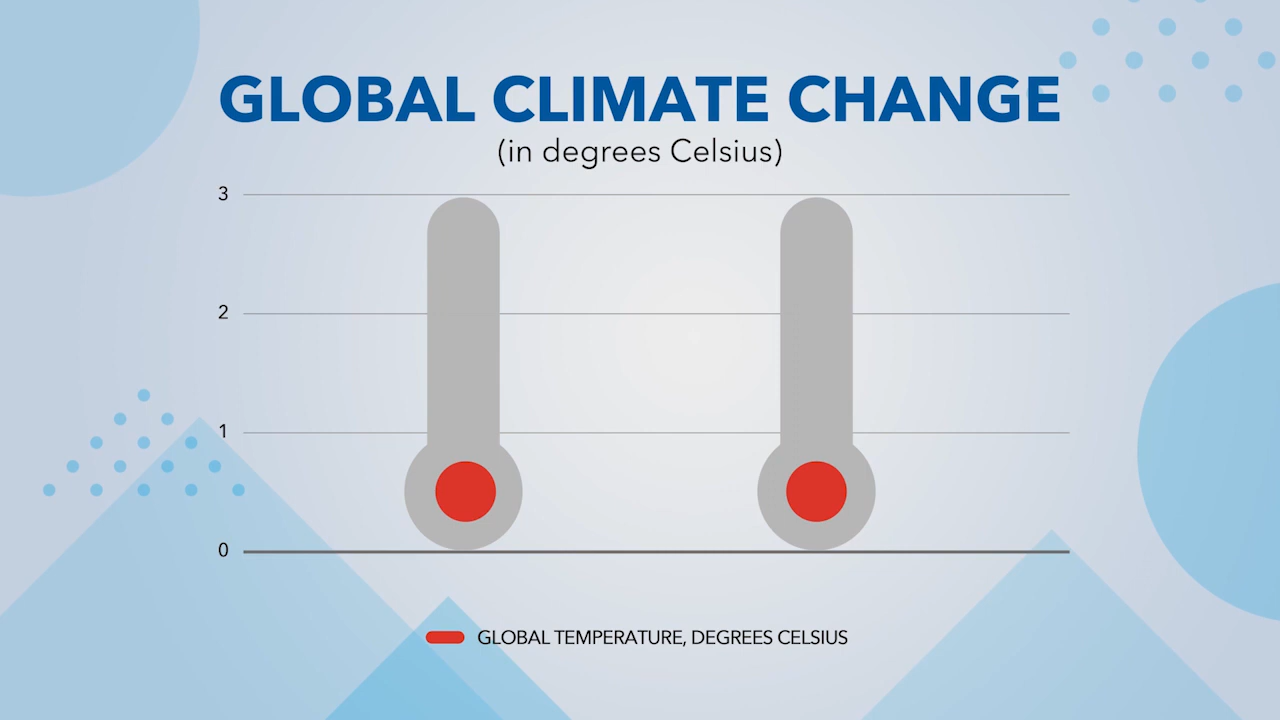 GLOBAL CLIMATE CHANGE
(in degrees Celsius)
3
2
1
0
GLOBAL TEMPERATURE, DEGREES CELSIUS